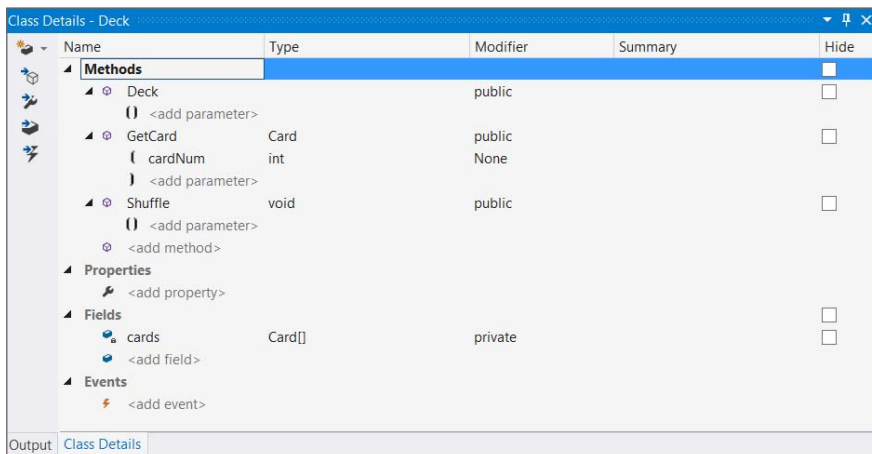 Class Details - Deck
Name Type Modifier Summary Hide
Methods
Deck public
() <add parameter>
GetCard Card public
( cardNum int None
) <add parameter>
Shuffle void public
() <add parameter>
<add method>
Properties
<add property>
Fields
cards Card[] private
<add field>
Events
<add event>
Output Class Details